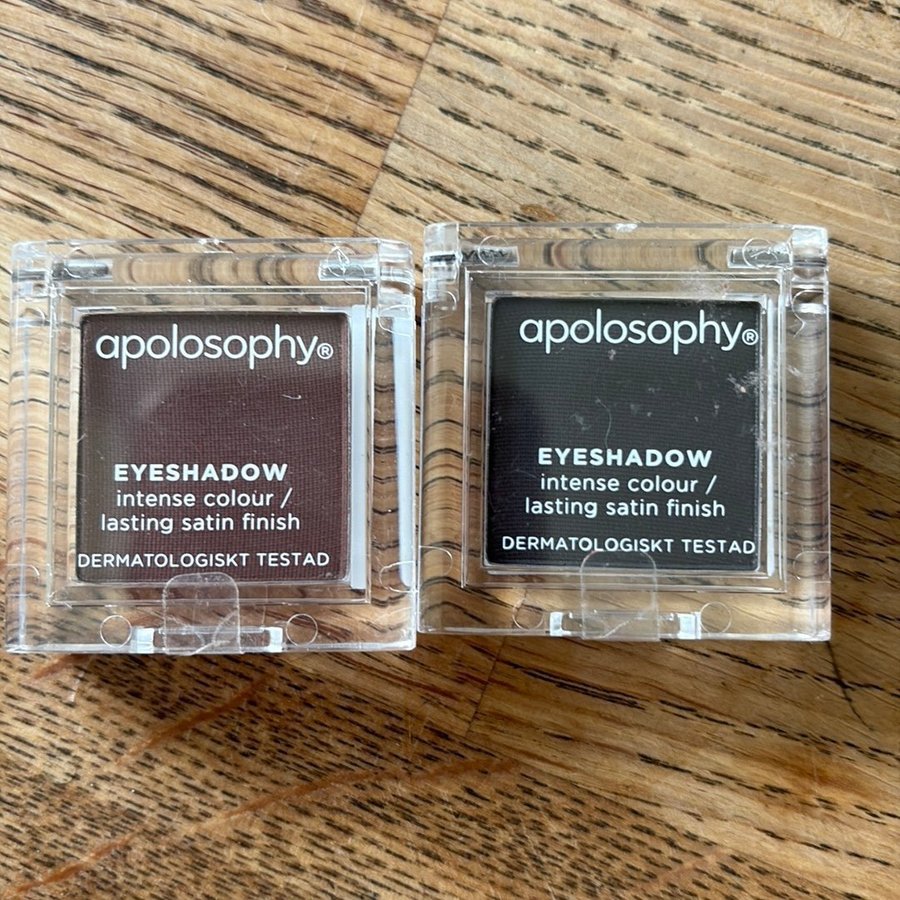 apolosophy®
EYESHADOW
intense colour /
lasting satin finish
DERMATOLOGISKT TESTAD
apolosophy®
EYESHADOW
intense colour /
lasting satin finish
DERMATOLOGISKT TESTAD